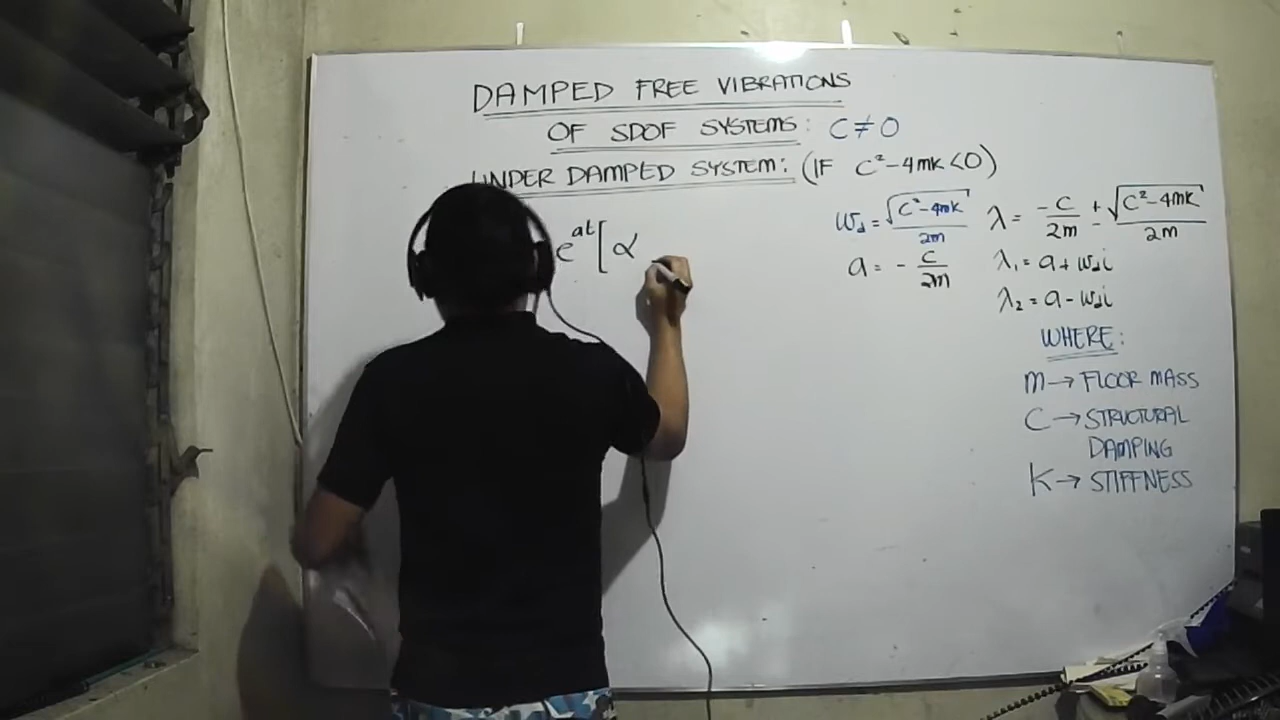 DAMPED FREE VIBRATIONS
OF SDOF SYSTEMS: C≠0
UNDER DAMPED SYSTEM: (IF C²-4mk<0)
e^{at}[α
ω_d = √(C²-4mk) / 2m
a = - C/2m
λ = -C/2m ± √(C²-4mk) / 2m
λ₁ = a + ω_d i
λ₂ = a - ω_d i
WHERE:
m → FLOOR MASS
C → STRUCTURAL
DAMPING
K → STIFFNESS